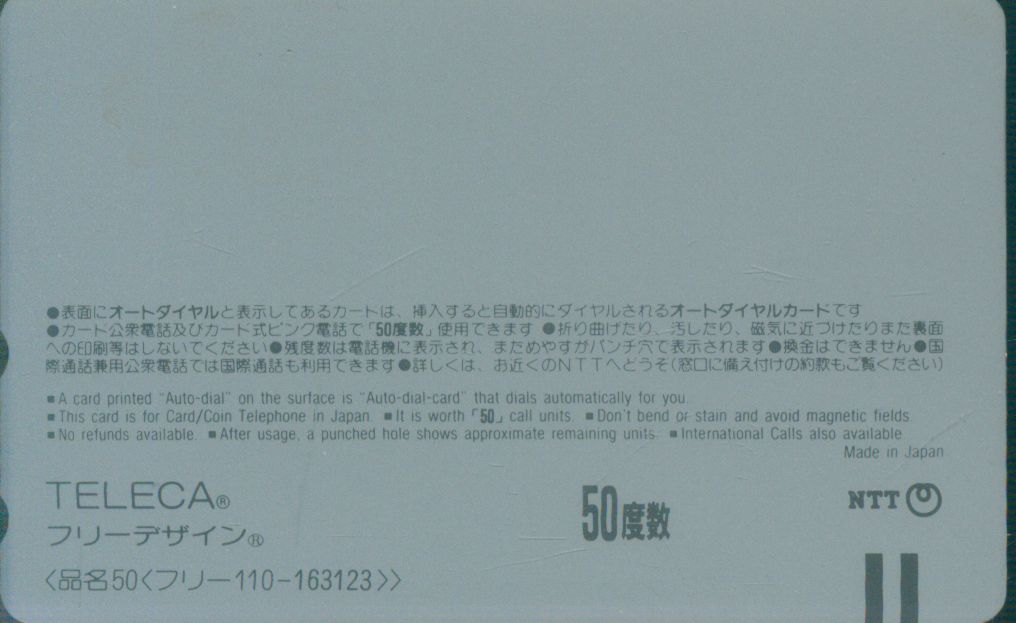 ●表面にオートダイヤルと表示してあるカードは、挿入すると自動的にダイヤルされるオートダイヤルカードです
●カード公衆電話及びカード式ピンク電話で「50度数」使用できます ●折り曲げたり、汚したり、磁気に近づけたりまた裏面
への印刷等はしないでください●残度数は電話機に表示され、まためやすがパンチ穴で表示されます●換金はできません●国
際通話兼用公衆電話では国際通話も利用できます●詳しくは、お近くのNTTへどうぞ(窓口に備え付けの約款もご覧ください)
■A card printed "Auto-dial" on the surface is "Auto-dial-card" that dials automatically for you.
■This card is for Card/Coin Telephone in Japan. ■It is worth「50」call units. ■Don't bend or stain and avoid magnetic fields.
■No refunds available. ■After usage, a punched hole shows approximate remaining units. ■International Calls also available.
Made in Japan
TELECA®
フリーデザイン®
50度数
NTT
〈品名50〈フリー110-163123〉〉